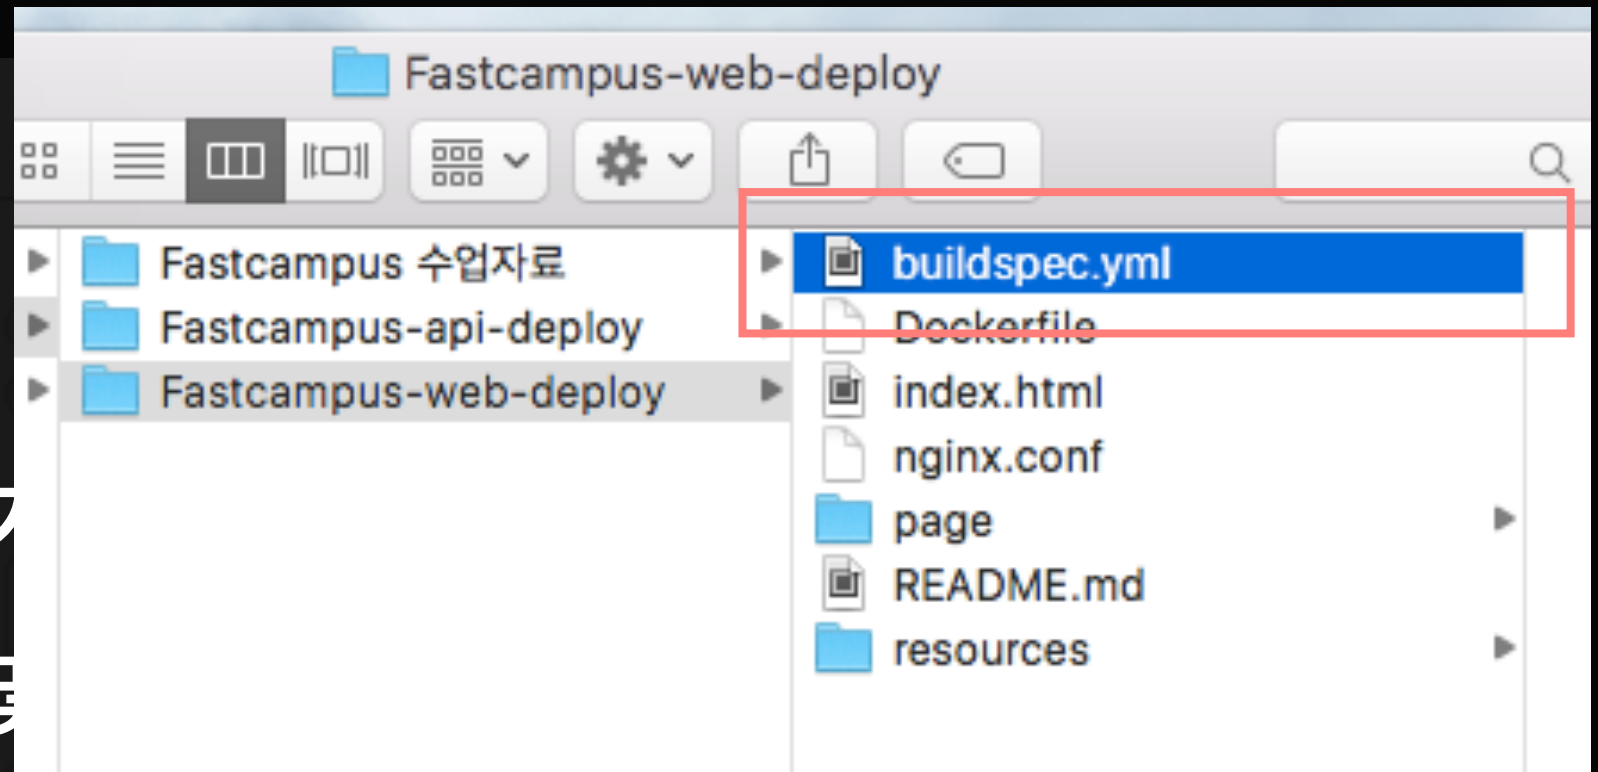 Fastcampus-web-deploy
Fastcampus 수업자료
Fastcampus-api-deploy
Fastcampus-web-deploy
buildspec.yml
Dockerfile
index.html
nginx.conf
page
README.md
resources